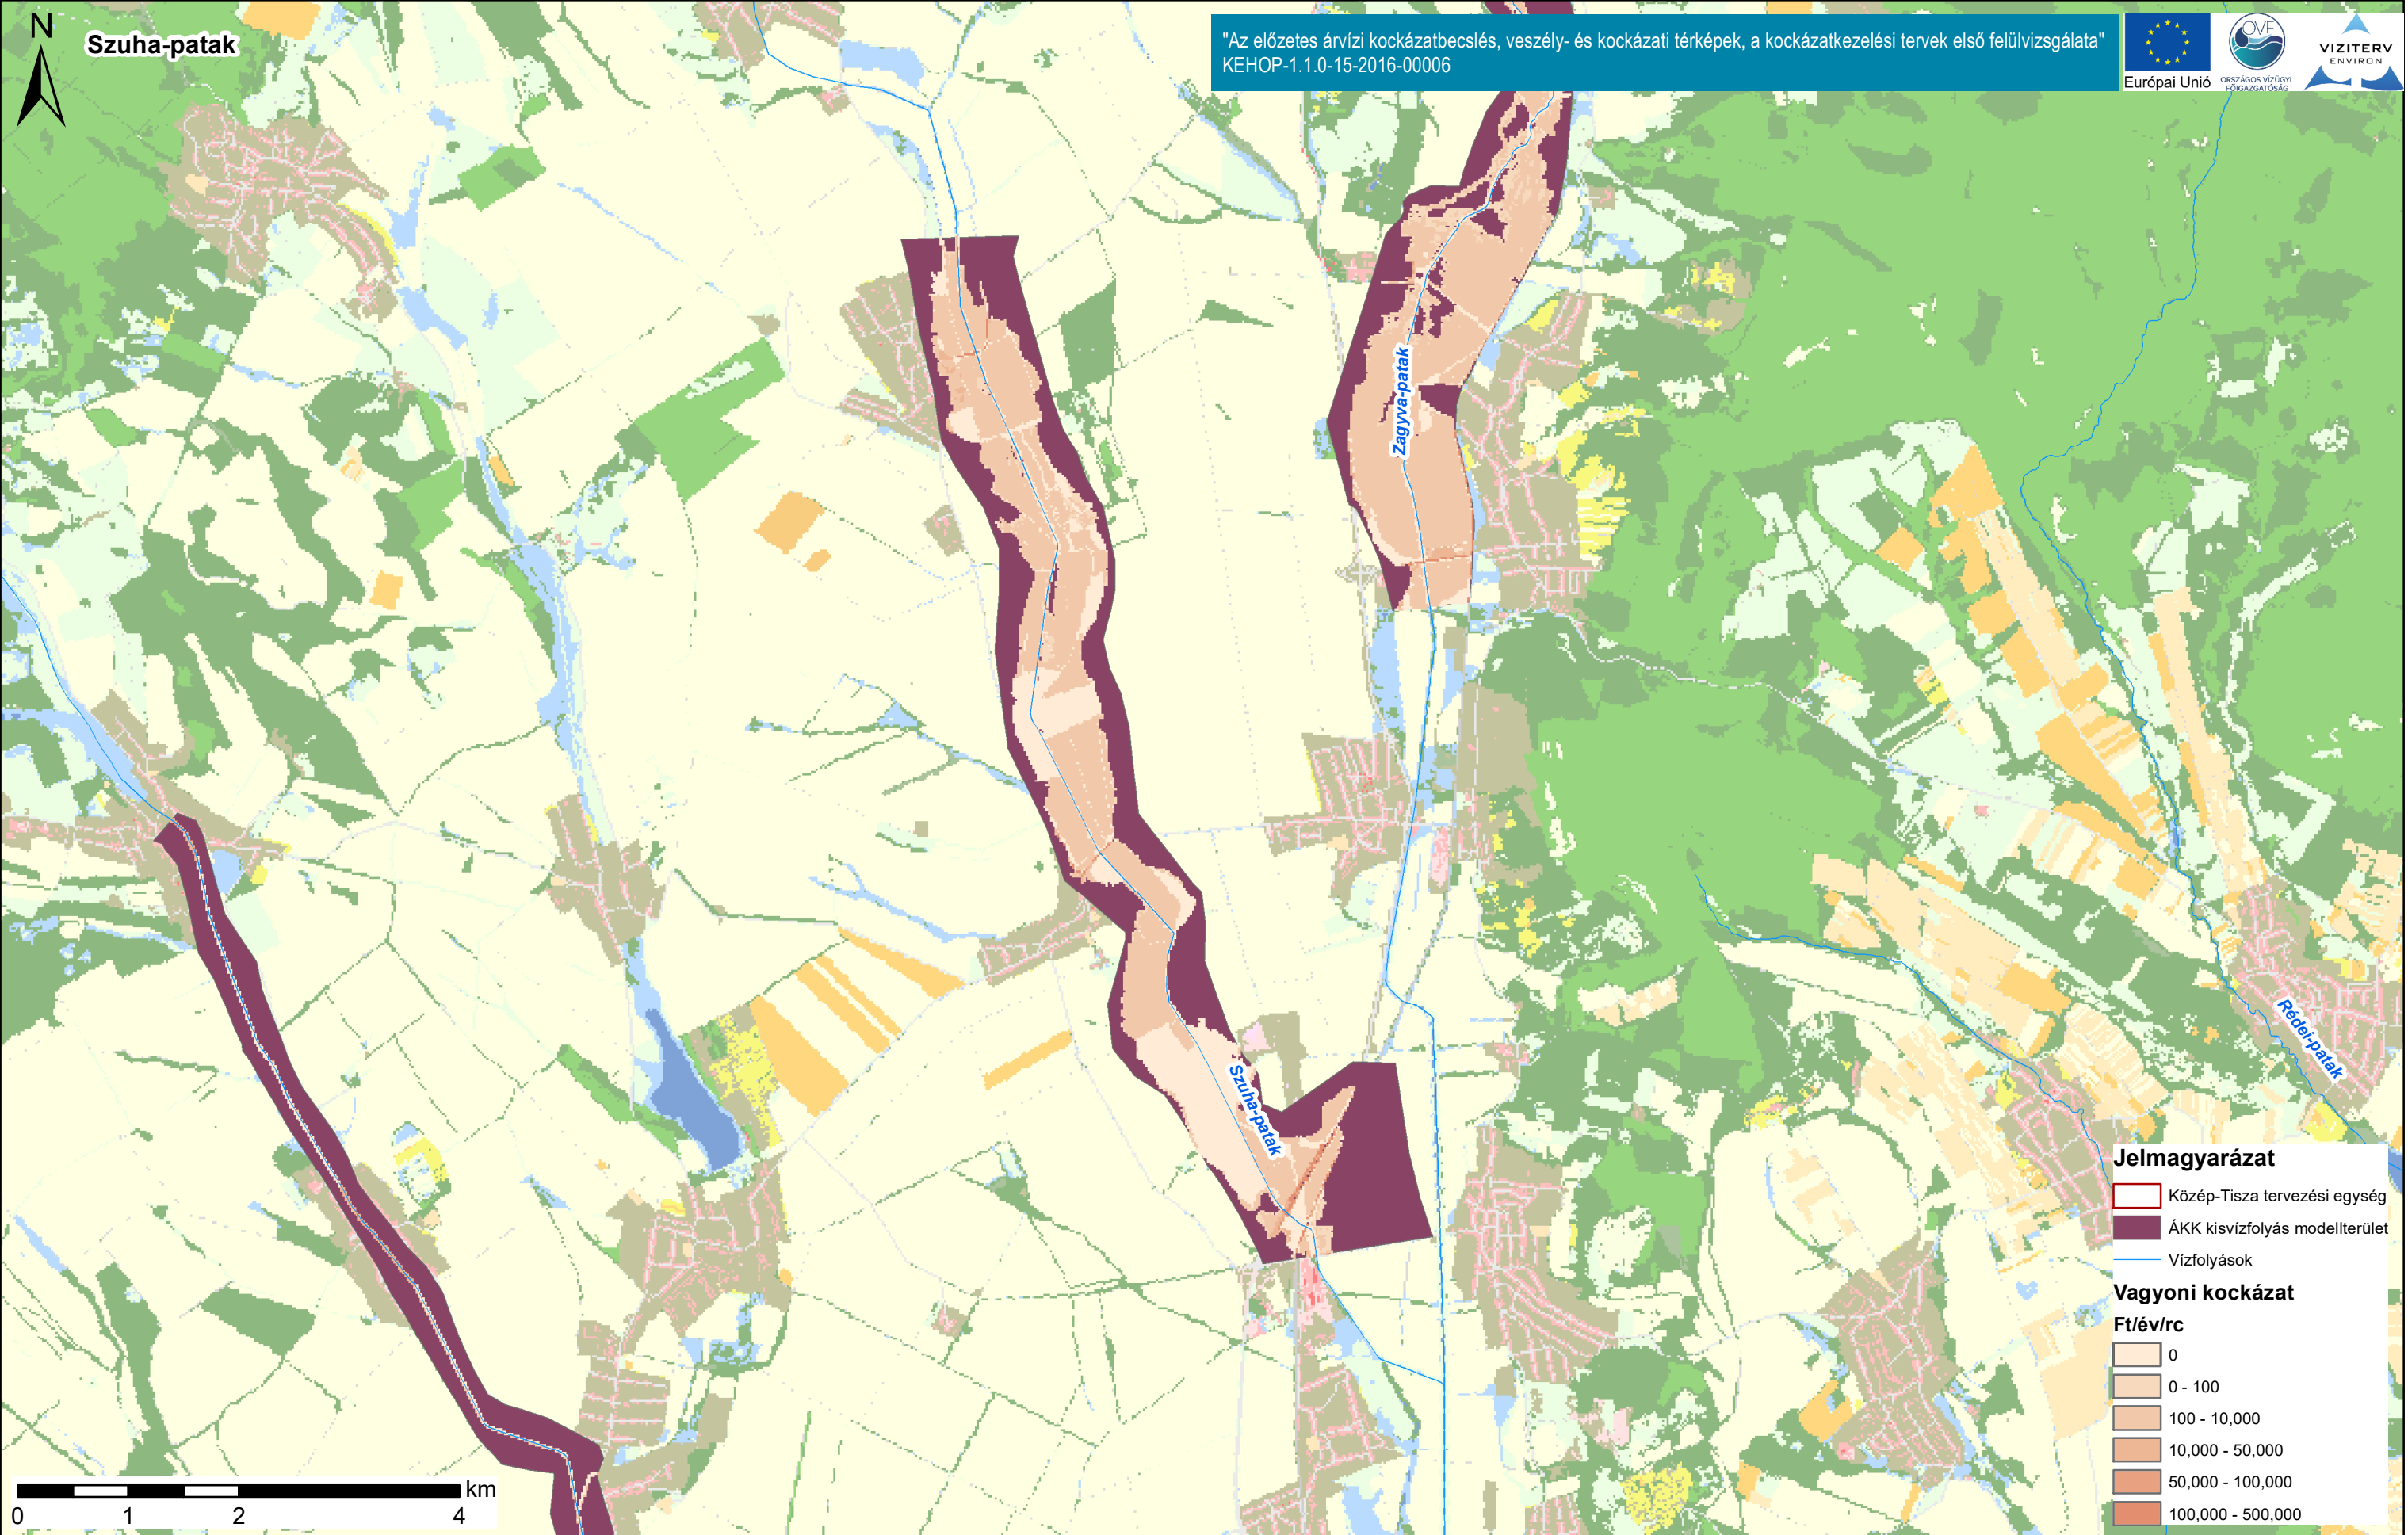 N
Szuha-patak
"Az előzetes árvízi kockázatbecslés, veszély- és kockázati térképek, a kockázatkezelési tervek első felülvizsgálata"
KEHOP-1.1.0-15-2016-00006
Európai Unió
OVF
ORSZÁGOS VÍZÜGYI
FŐIGAZGATÓSÁG
VIZITERV
ENVIRON
Zagyva-patak
Szuha-patak
Rédei-patak
Jelmagyarázat
Közép-Tisza tervezési egység
ÁKK kisvízfolyás modellterület
Vízfolyások
Vagyoni kockázat
Ft/év/rc
0
0 - 100
100 - 10,000
10,000 - 50,000
50,000 - 100,000
100,000 - 500,000
km
0 1 2 4